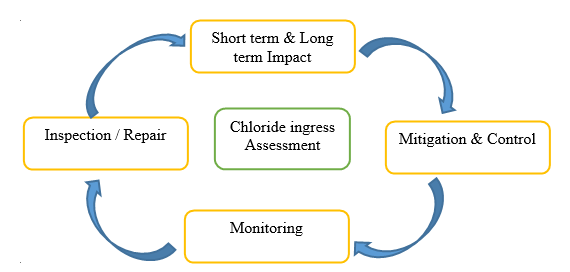 Short term & Long
term Impact
Inspection / Repair
Chloride ingress
Assessment
Mitigation & Control
Monitoring